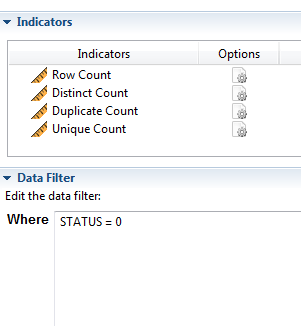 Indicators
Indicators Options
Row Count
Distinct Count
Duplicate Count
Unique Count
Data Filter
Edit the data filter:
Where STATUS = 0